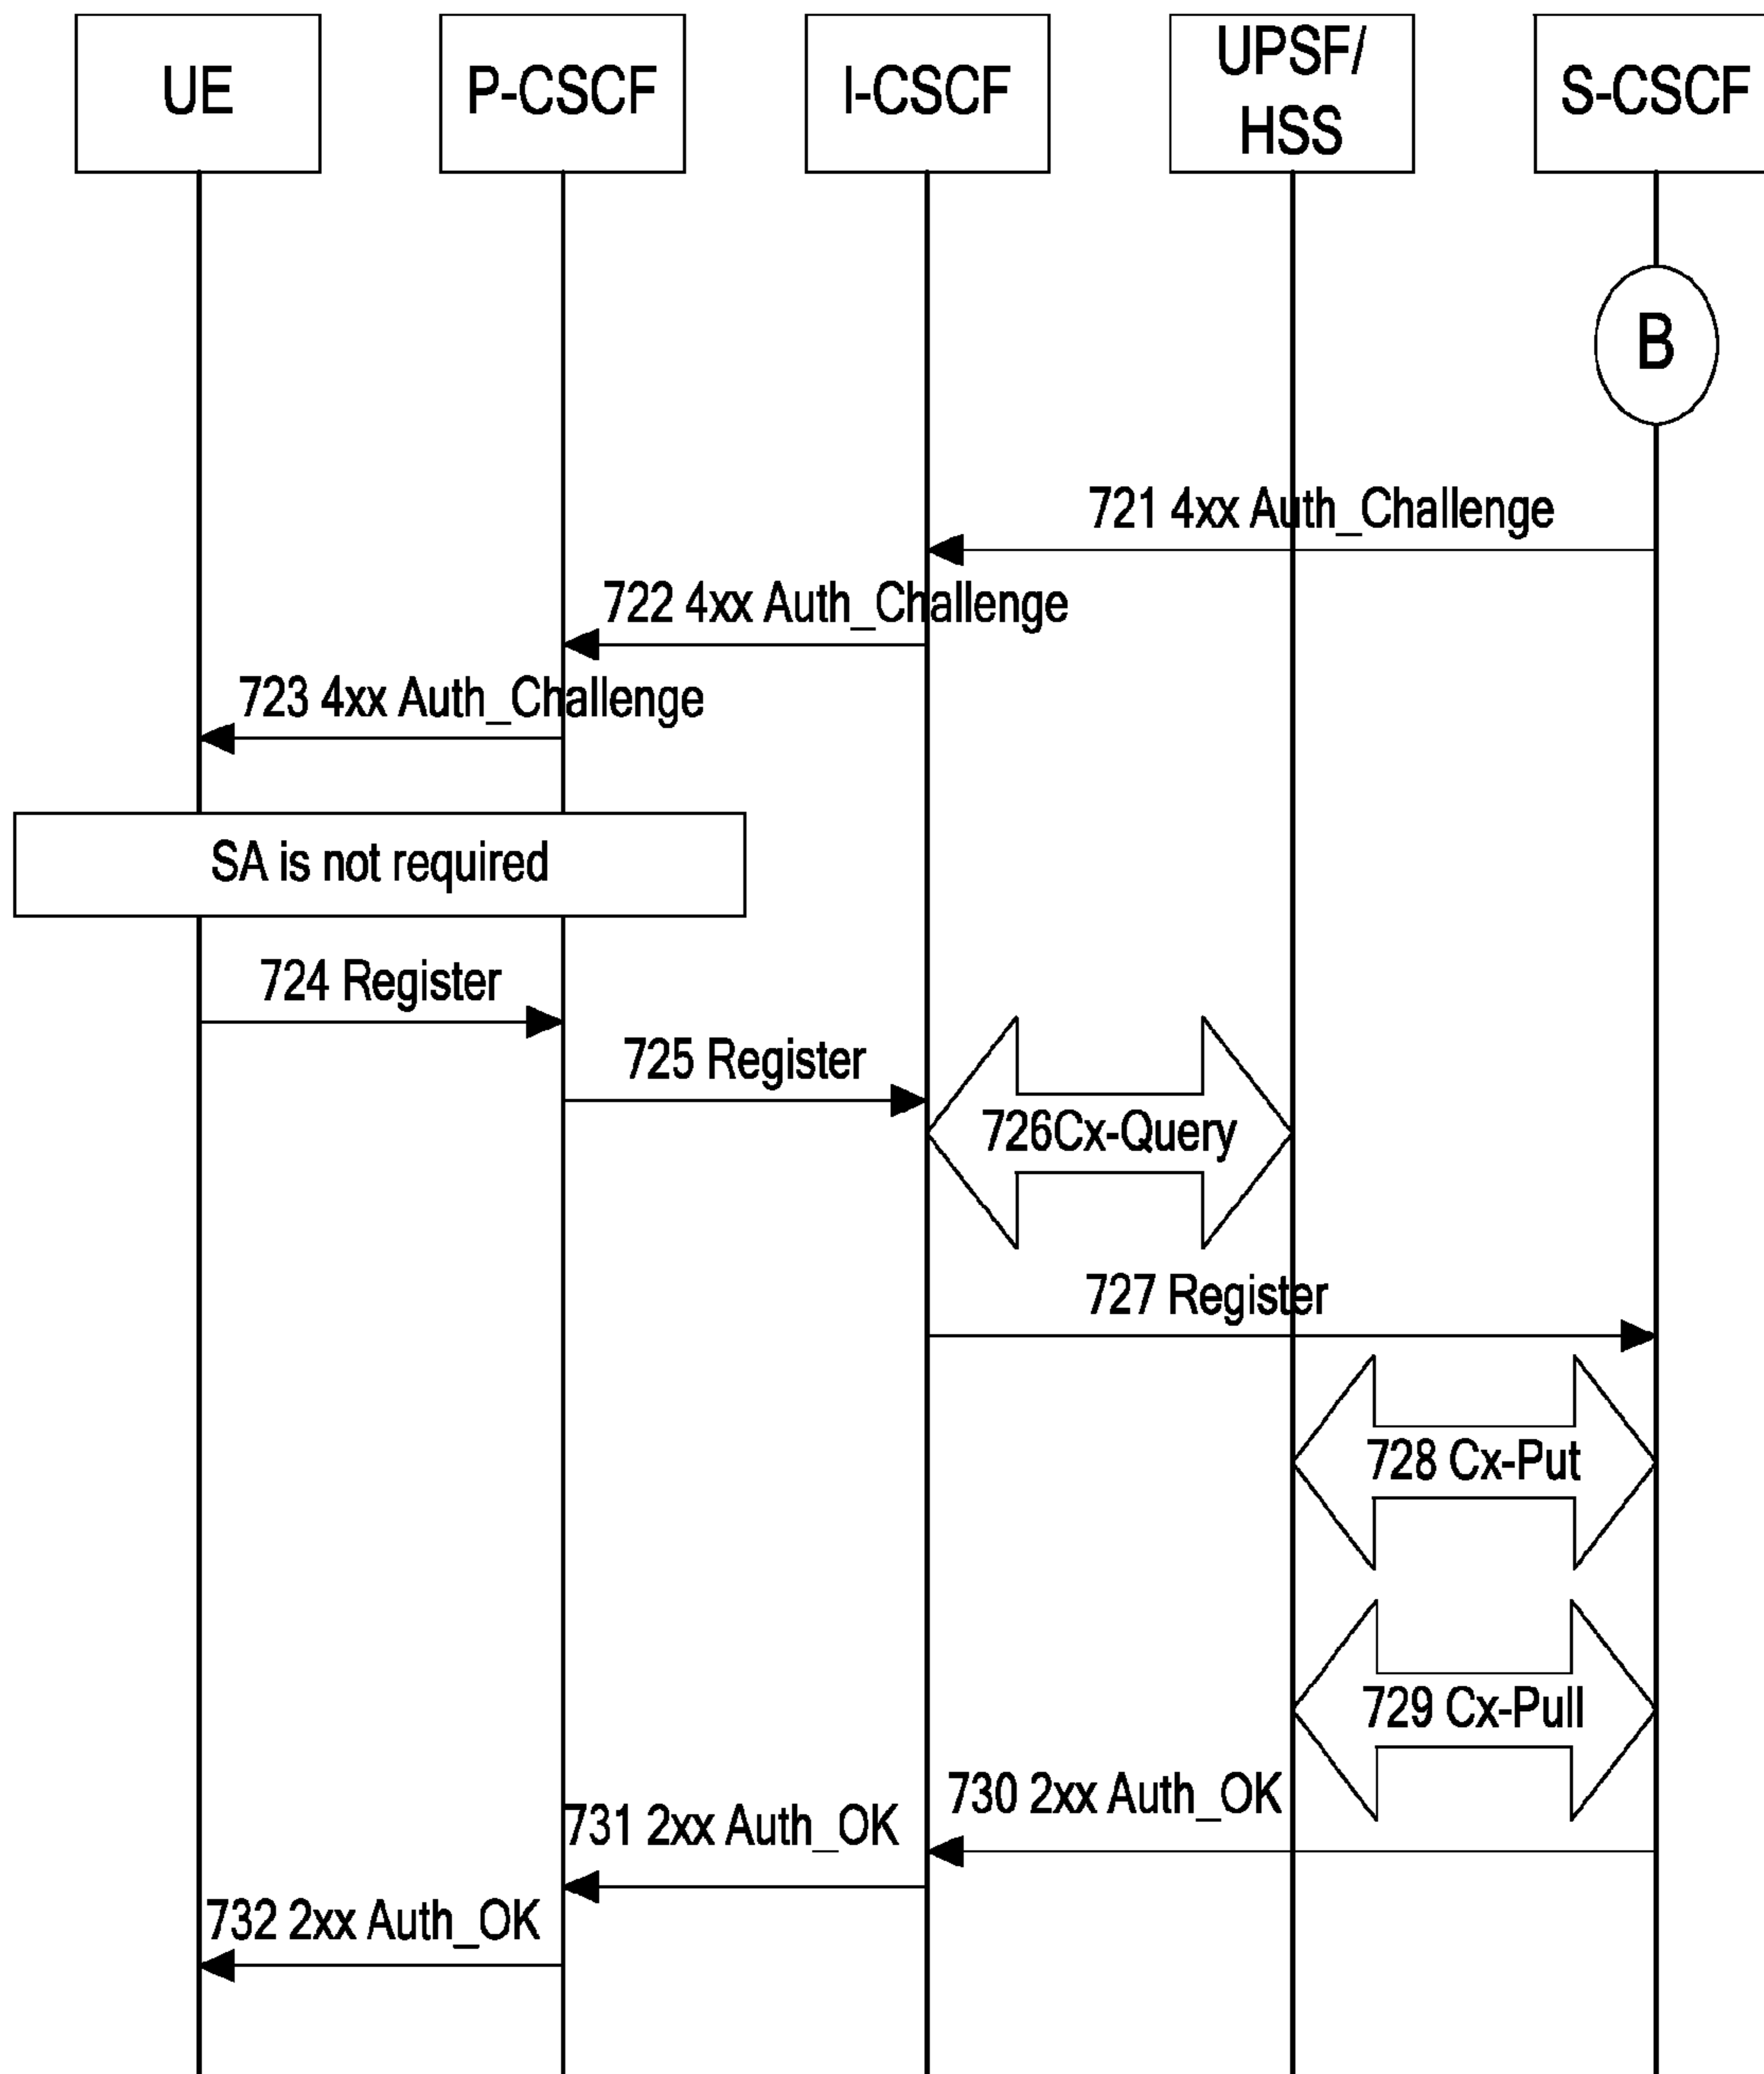 UE
P-CSCF
I-CSCF
UPSF/
HSS
S-CSCF
B
721 4xx Auth_Challenge
722 4xx Auth_Challenge
723 4xx Auth_Challenge
SA is not required
724 Register
725 Register
726Cx-Query
727 Register
728 Cx-Put
729 Cx-Pull
730 2xx Auth_OK
731 2xx Auth_OK
732 2xx Auth_OK